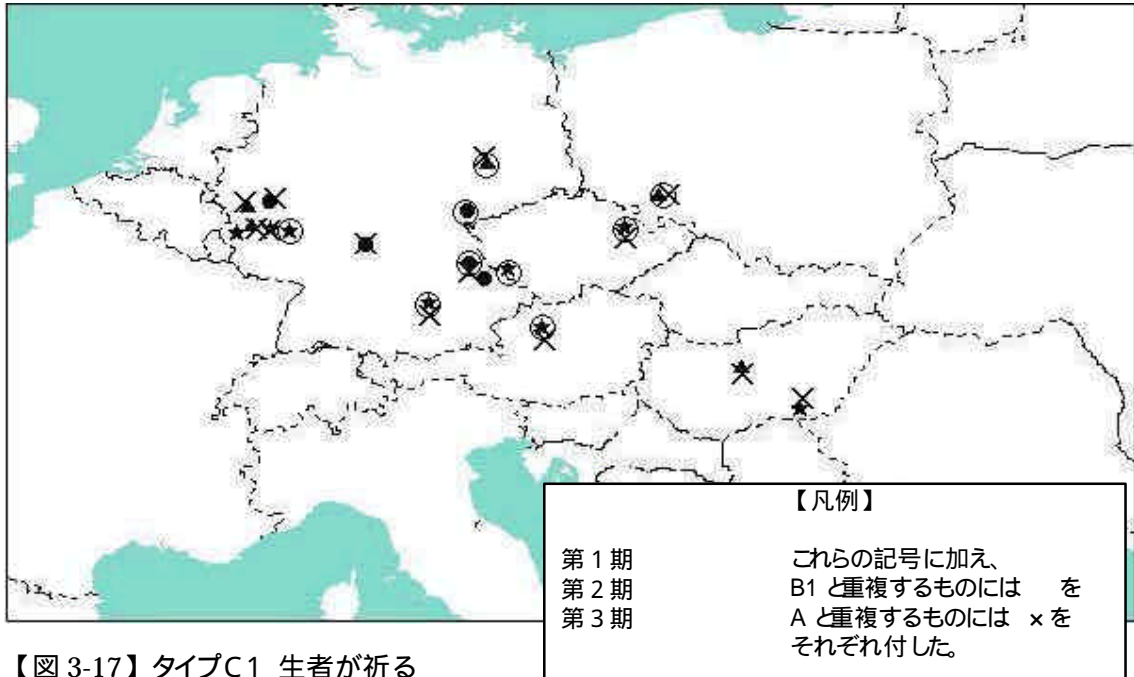 【凡例】
第1期
第2期
第3期
これらの記号に加え、
B1と重複するものには を
Aと重複するものには ×を
それぞれ付した。
【図 3-17】タイプC1 生者が祈る